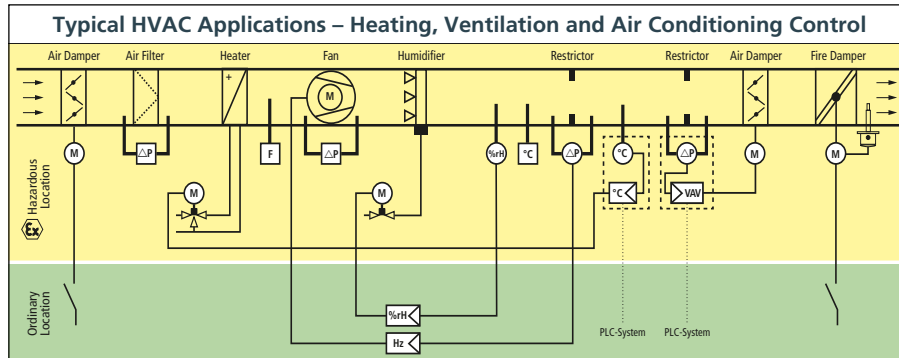 Typical HVAC Applications – Heating, Ventilation and Air Conditioning Control
Air Damper
Air Filter
Heater
Fan
Humidifier
Restrictor
Restrictor
Air Damper
Fire Damper
+
M
M
△P
F
△P
%rH
°C
△P
°C
△P
M
M
M
M
°C
VAV
Hazardous
Location
Ex
Ordinary
Location
%rH
Hz
PLC-System
PLC-System